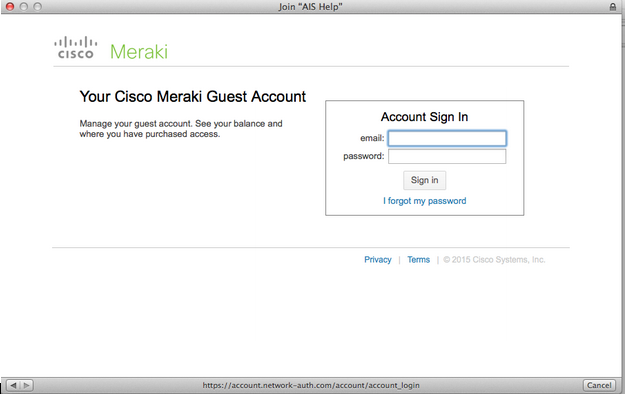 Join “AIS Help”
CISCO Meraki
Your Cisco Meraki Guest Account
Manage your guest account. See your balance and
where you have purchased access.
Account Sign In
email:
password:
Sign in
I forgot my password
Privacy | Terms | © 2015 Cisco Systems, Inc.
https://account.network-auth.com/account/account_login
Cancel